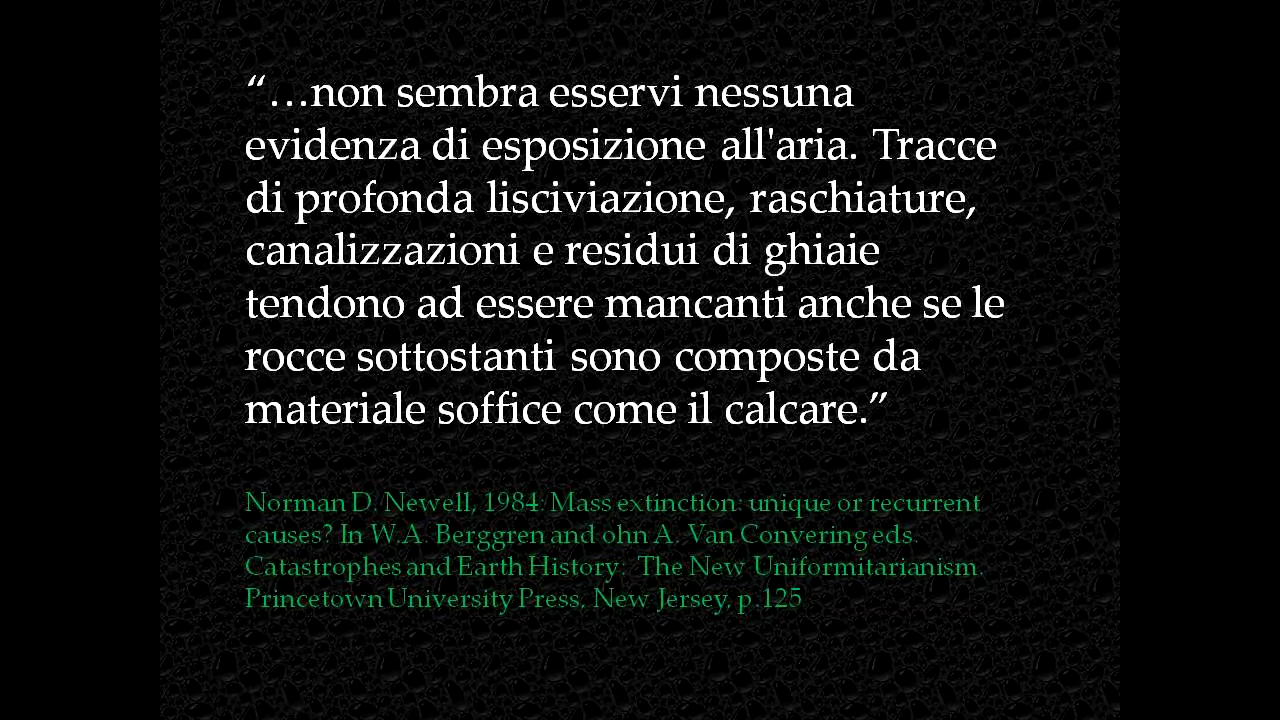 “…non sembra esservi nessuna
evidenza di esposizione all'aria. Tracce
di profonda lisciviazione, raschiature,
canalizzazioni e residui di ghiaie
tendono ad essere mancanti anche se le
rocce sottostanti sono composte da
materiale soffice come il calcare.”
Norman D. Newell, 1984. Mass extinction: unique or recurrent
causes? In W.A. Berggren and ohn A. Van Convering eds.
Catastrophes and Earth History: The New Uniformitarianism.
Princetown University Press, New Jersey, p.125